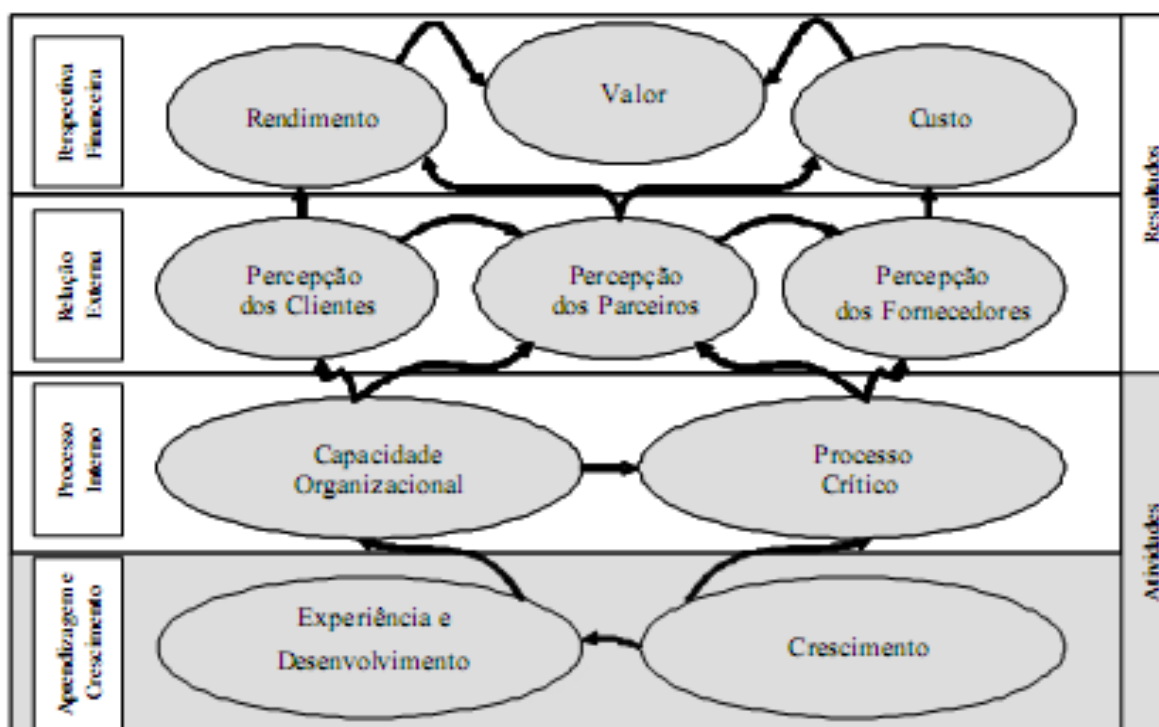 Perspectiva
Financeira
Rendimento
Valor
Custo
Resultados
Relação
Externa
Percepção
dos Clientes
Percepção
dos Parceiros
Percepção
dos Fornecedores
Processo
Interno
Capacidade
Organizacional
Processo
Crítico
Atividades
Aprendizagem e
Crescimento
Experiência e
Desenvolvimento
Crescimento